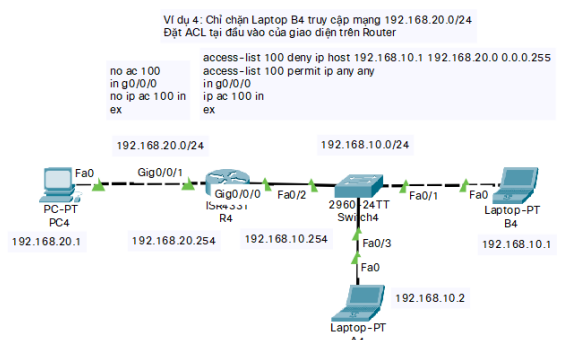 Ví dụ 4: Chỉ chặn Laptop B4 truy cập mạng 192.168.20.0/24
Đặt ACL tại đầu vào của giao diện trên Router
no ac 100
in g0/0/0
no ip ac 100 in
ex
access-list 100 deny ip host 192.168.10.1 192.168.20.0 0.0.0.255
access-list 100 permit ip any any
in g0/0/0
ip ac 100 in
ex
192.168.20.0/24
192.168.10.0/24
Fa0
Gig0/0/1
Gig0/0/0
Fa0/2
Fa0/1
Fa0
PC-PT
PC4
ISR4331
R4
2960-24TT
Switch4
Laptop-PT
B4
192.168.20.1
192.168.20.254
192.168.10.254
192.168.10.1
Fa0/3
Fa0
192.168.10.2
Laptop-PT